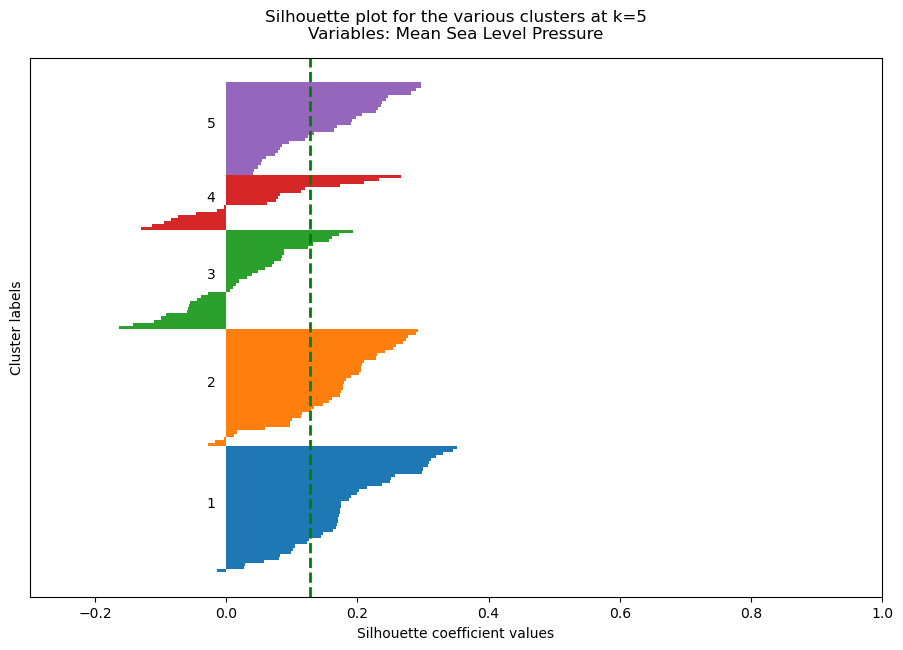 Silhouette plot for the various clusters at k=5
Variables: Mean Sea Level Pressure
Cluster labels
5
4
3
2
1
−0.2 0.0 0.2 0.4 0.6 0.8 1.0
Silhouette coefficient values